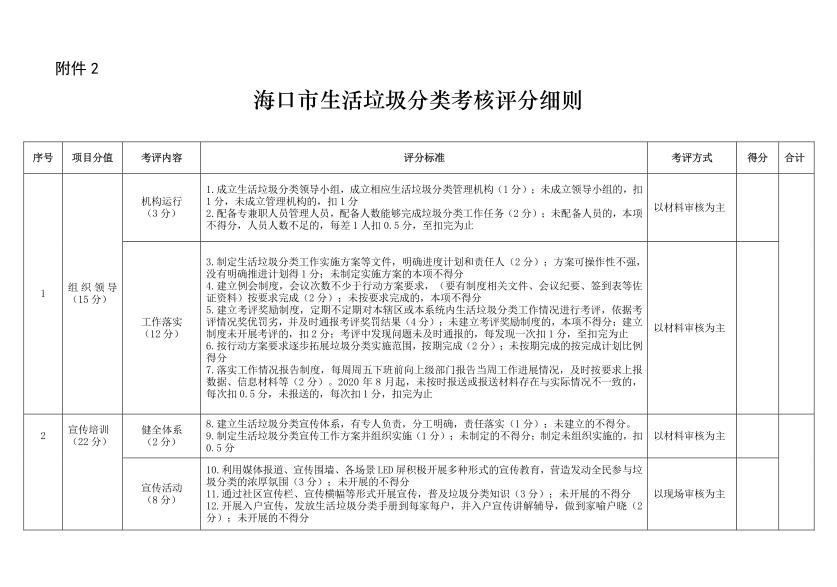 附件 2
海口市生活垃圾分类考核评分细则
序号 项目分值 考评内容 评分标准 考评方式 得分 合计
1
组 织 领 导
（15 分）
机构运行
（3 分）
1.成立生活垃圾分类领导小组，成立相应生活垃圾分类管理机构（1 分）；未成立领导小组的，扣
1 分，未成立管理机构的，扣 1 分
2.配备专兼职人员管理人员，配备人数能够完成垃圾分类工作任务（2 分）；未配备人员的，本项
不得分，人员人数不足的，每差 1 人扣 0.5 分，至扣完为止
以材料审核为主
工作落实
（12 分）
3.制定生活垃圾分类工作实施方案等文件，明确进度计划和责任人（2 分）；方案可操作性不强，
没有明确推进计划得 1 分；未制定实施方案的本项不得分
4.建立例会制度，会议次数不少于行动方案要求，（要有制度相关文件、会议纪要、签到表等佐
证资料）按要求完成（2 分）；未按要求完成的，本项不得分
5.建立考评奖励制度，定期不定期对本辖区或本系统内生活垃圾分类工作情况进行考评，依据考
评情况奖优罚劣，并及时通报考评奖罚结果（4 分）；未建立考评奖励制度的，本项不得分；建立
制度未开展考评的，扣 2 分；考评中发现问题未及时通报的，每发现一次扣 1 分，至扣完为止
6.按行动方案要求逐步拓展垃圾分类实施范围，按期完成（2 分）；未按期完成的按完成计划比例
得分
7.落实工作情况报告制度，每周周五下班前向上级部门报告当周工作进展情况，及时按要求上报
数据、信息材料等（2 分）。2020 年 8 月起，未按时报送或报送材料存在与实际情况不一致的，
每次扣 0.5 分，未报送的，每次扣 1 分，扣完为止
以材料审核为主
2
宣传培训
（22 分）
健全体系
（2 分）
8.建立生活垃圾分类宣传体系，有专人负责，分工明确，责任落实（1 分）；未建立的不得分。
9.制定生活垃圾分类宣传工作方案并组织实施（1 分）；未制定的不得分；制定未组织实施的，扣
0.5 分
以材料审核为主
宣传活动
（8 分）
10.利用媒体报道、宣传围墙、各场景 LED 屏积极开展多种形式的宣传教育，营造发动全民参与垃
圾分类的浓厚氛围（3 分）；未开展的不得分
11.通过社区宣传栏、宣传横幅等形式开展宣传，普及垃圾分类知识（3 分）；未开展的不得分
12.开展入户宣传，发放生活垃圾分类手册到每家每户，并入户宣传讲解辅导，做到家喻户晓（2
分）；未开展的不得分
以现场审核为主